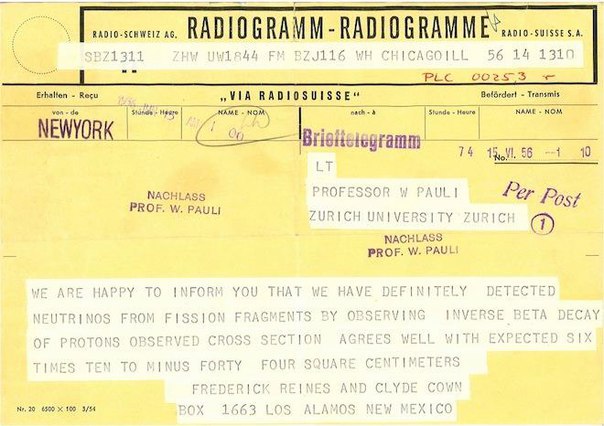 RADIO-SCHWEIZ AG. RADIOGRAMM - RADIOGRAMME RADIO-SUISSE S.A.
SBZ1311 ZHW UW1844 FM BZJ116 WH CHICAGOILL 56 14 1310
PLC 00253
Erhalten - Reçu „VIA RADIOSUISSE" Befördert - Transmis
von - de Stunde - Heure NAME - NOM nach - à Stunde - Heure NAME - NOM
NEWYORK Brieftelegramm 74 15.VI.56 --1 10
LT
PROFESSOR W PAULI
ZURICH UNIVERSITY ZURICH
Per Post
1
NACHLASS
PROF. W. PAULI
NACHLASS
PROF. W. PAULI
WE ARE HAPPY TO INFORM YOU THAT WE HAVE DEFINITELY DETECTED
NEUTRINOS FROM FISSION FRAGMENTS BY OBSERVING INVERSE BETA DECAY
OF PROTONS OBSERVED CROSS SECTION AGREES WELL WITH EXPECTED SIX
TIMES TEN TO MINUS FORTY FOUR SQUARE CENTIMETERS
FREDERICK REINES AND CLYDE COWN
BOX 1663 LOS ALAMOS NEW MEXICO
Nr. 20 6500 × 100 3/54